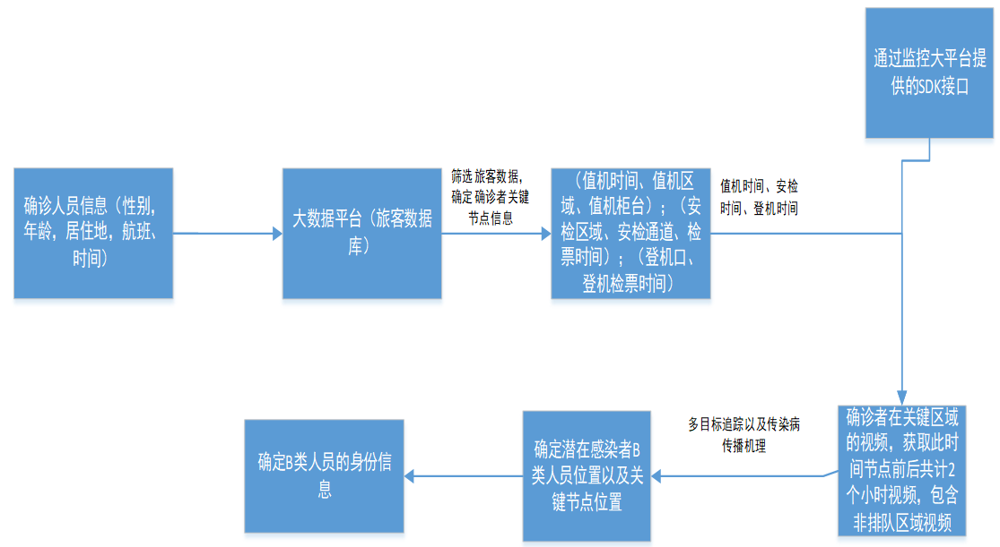 通过监控大平台提
供的SDK接口
确诊人员信息（性别，
年龄，居住地，航班、
时间）
大数据平台（旅客数据
库）
筛选旅客数据，
确定确诊者关键
节点信息
（值机时间、值机区
域、值机柜台）；（安
检区域、安检通道、检
票时间）；（登机口、
登机检票时间）
值机时间、安检
时间、登机时间
确诊者在关键区域
的视频，获取此时
间节点前后共计2
个小时视频，包含
非排队区域视频
多目标追踪以及传染病
传播机理
确定潜在感染者B
类人员位置以及关
键节点位置
确定B类人员的身份信
息